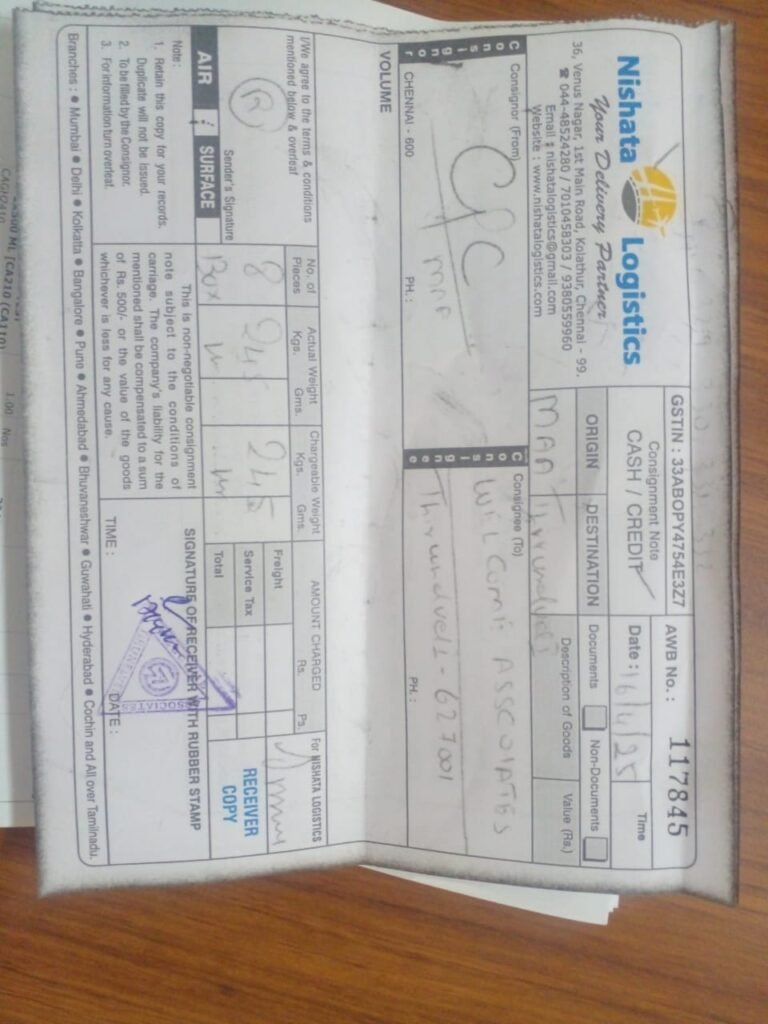 Nishata Logistics
Your Delivery Partner
36, Venus Nagar, 1st Main Road, Kolathur, Chennai - 99.
☎ 044-48524280 / 7010458303 / 9380559960
Email : nishatalogistics@gmail.com
Website : www.nishatalogistics.com
GSTIN : 33ABOPY4754E3Z7
Consignment Note
CASH / CREDIT
AWB No. : 117845
Date : 16/4/25
Time
ORIGIN
DESTINATION
Documents
Non-Documents
MAA
Description of Goods
Value (Rs.)
Consignor
Consignor (From)
CPC
MAA
CHENNAI - 600
PH. :
Consignee
Consignee (To)
WELCOME ASSCOIATES
Thirunelveli - 627001
PH. :
VOLUME
I/We agree to the terms & conditions
mentioned below & overleaf
Sender's Signature
AIR / SURFACE
No. of Pieces
8
Box
Actual Weight
Kgs. Gms.
245
Chargeable Weight
Kgs. Gms.
245
AMOUNT CHARGED
Rs. Ps.
Freight
Service Tax
Total
For NISHATA LOGISTICS
RECEIVER
COPY
Note :
1. Retain this copy for your records.
Duplicate will not be issued.
2. To be filled by the Consignor.
3. For information turn overleaf.
This is non-negotiable consignment
note subject to the conditions of
carriage. The company's liability for the
mentioned shall be compensated to a sum
of Rs. 500/- or the value of the goods
whichever is less for any cause.
SIGNATURE OF RECEIVER WITH RUBBER STAMP
TIME :
DATE :
Branches : ● Mumbai ● Delhi ● Kolkatta ● Bangalore ● Pune ● Ahmedabad ● Bhuvaneshwar ● Guwahati ● Hyderabad ● Cochin and All over Tamilnadu.